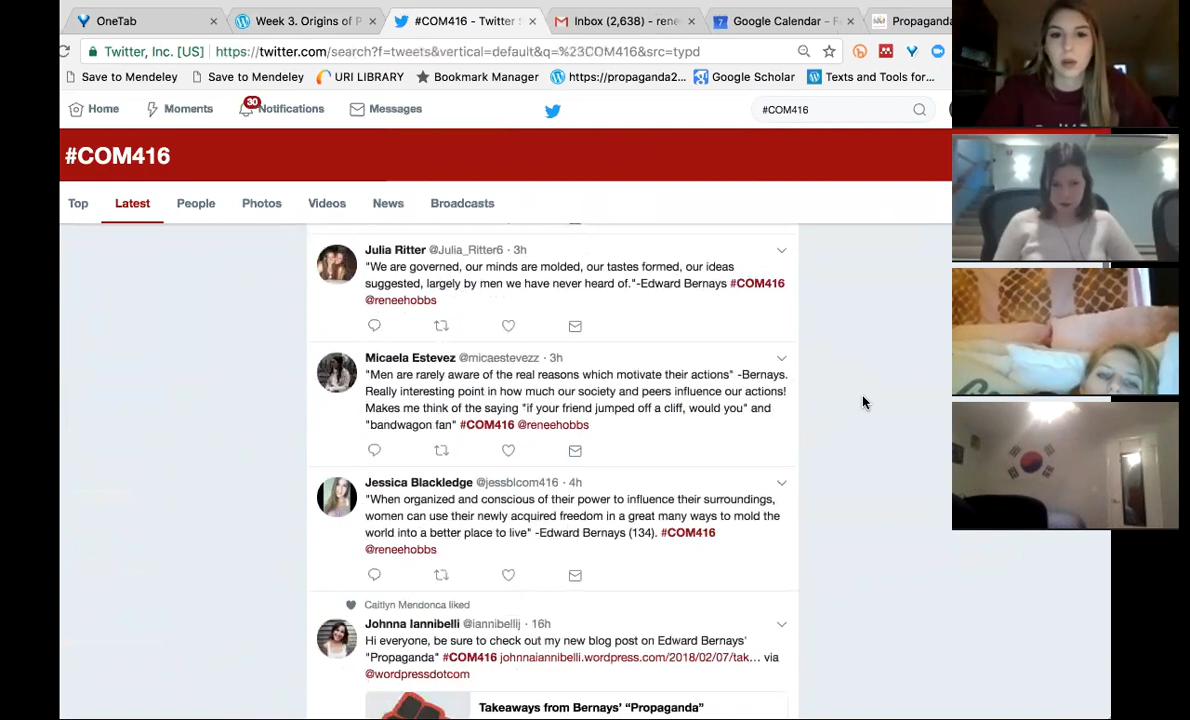 OneTab
Week 3. Origins of P
#COM416 - Twitter S
Inbox (2,638) - rene
Google Calendar - F
Propaganda
Twitter, Inc. [US] | https://twitter.com/search?f=tweets&vertical=default&q=%23COM416&src=typd
Save to Mendeley
Save to Mendeley
URI LIBRARY
Bookmark Manager
https://propaganda2...
Google Scholar
Texts and Tools for...
Home
Moments
30
Notifications
Messages
#COM416
#COM416
Top
Latest
People
Photos
Videos
News
Broadcasts
Julia Ritter @Julia_Ritter6 · 3h
"We are governed, our minds are molded, our tastes formed, our ideas
suggested, largely by men we have never heard of."-Edward Bernays #COM416
@reneehobbs
Micaela Estevez @micaestevezz · 3h
"Men are rarely aware of the real reasons which motivate their actions" -Bernays.
Really interesting point in how much our society and peers influence our actions!
Makes me think of the saying "if your friend jumped off a cliff, would you" and
"bandwagon fan" #COM416 @reneehobbs
Jessica Blackledge @jessblcom416 · 4h
"When organized and conscious of their power to influence their surroundings,
women can use their newly acquired freedom in a great many ways to mold the
world into a better place to live" -Edward Bernays (134). #COM416
@reneehobbs
Caitlyn Mendonca liked
Johnna Iannibelli @iannibellij · 16h
Hi everyone, be sure to check out my new blog post on Edward Bernays'
"Propaganda" #COM416 johnnaiannibelli.wordpress.com/2018/02/07/tak... via
@wordpressdotcom
Takeaways from Bernays' "Propaganda"